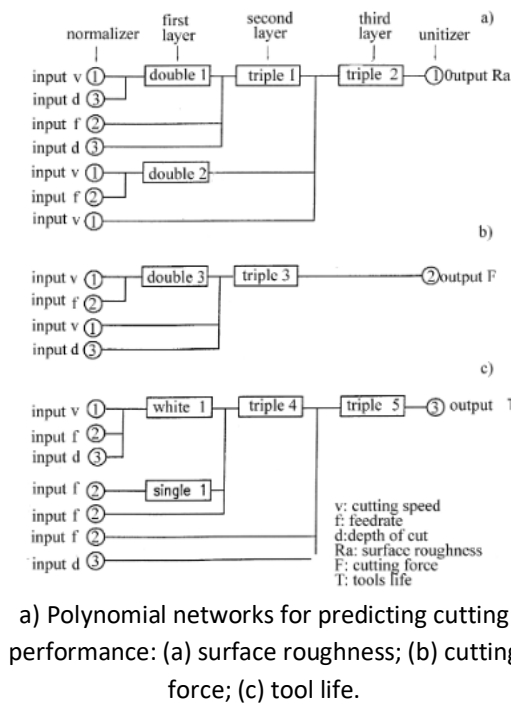 a)
normalizer first layer second layer third layer unitizer
input v ① double 1 triple 1 triple 2 ① Output Ra
input d ③
input f ②
input d ③
input v ① double 2
input f ②
input v ①
b)
input v ① double 3 triple 3 ② output F
input f ②
input v ①
input d ③
c)
input v ① white 1 triple 4 triple 5 ③ output T
input f ②
input d ③
input f ② single 1
input f ②
input f ②
input d ③
v: cutting speed
f: feedrate
d:depth of cut
Ra: surface roughness
F: cutting force
T: tools life
a) Polynomial networks for predicting cutting
performance: (a) surface roughness; (b) cutting
force; (c) tool life.